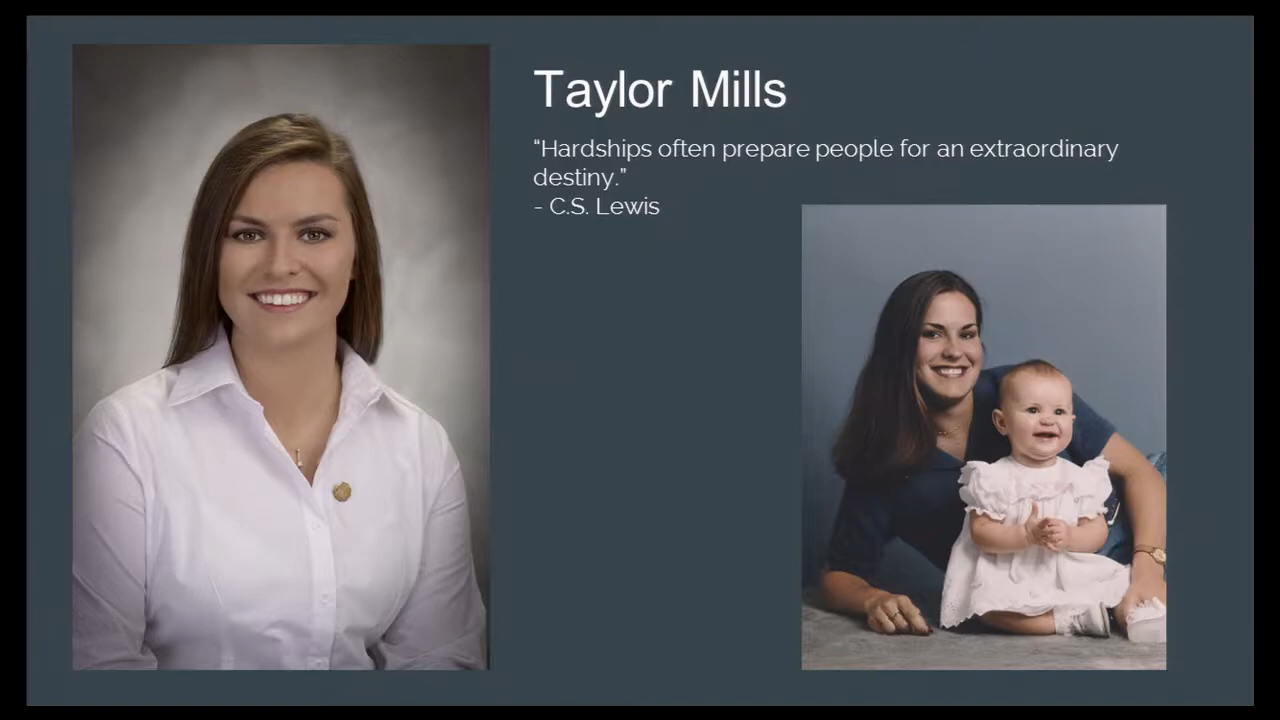 Taylor Mills
“Hardships often prepare people for an extraordinary
destiny.”
- C.S. Lewis